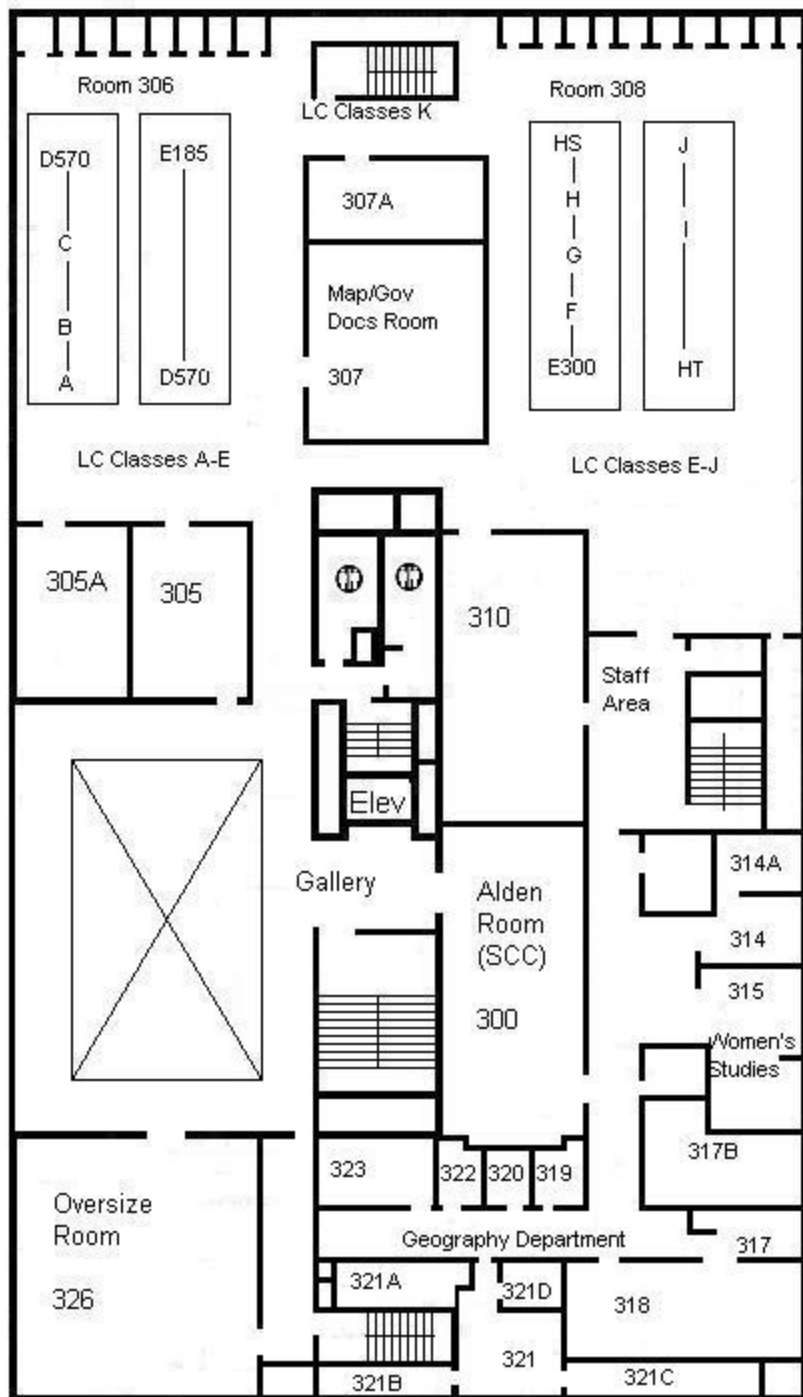 Room 306
Room 308
LC Classes K
D570
C
B
A
E185
D570
307A
Map/Gov
Docs Room
307
HS
H
G
F
E300
J
I
HT
LC Classes A-E
LC Classes E-J
305A
305
310
Staff
Area
Elev
Gallery
Alden
Room
(SCC)
300
314A
314
315
Women's
Studies
317B
323
322
320
319
Oversize
Room
326
Geography Department
317
321A
321D
318
321
321B
321C